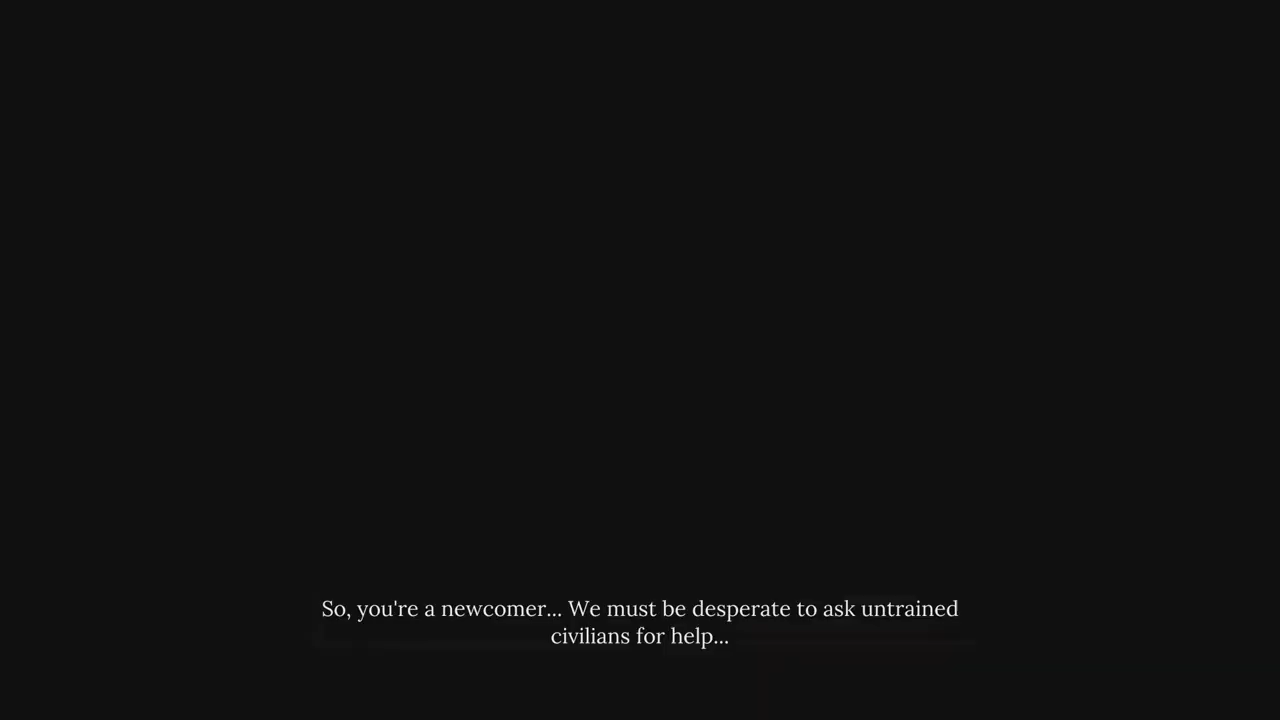 So, you're a newcomer... We must be desperate to ask untrained
civilians for help...